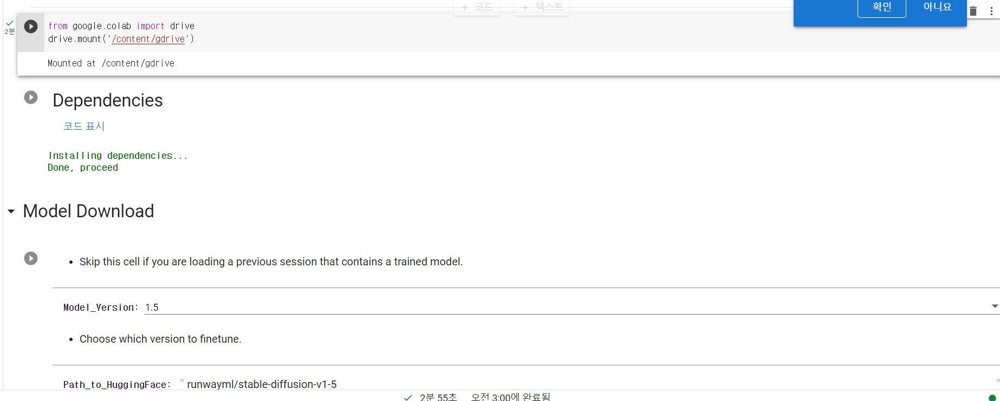 + 코드 + 텍스트
확인 아니요
2분
from google.colab import drive
drive.mount('/content/gdrive')
Mounted at /content/gdrive
Dependencies
코드 표시
Installing dependencies...
Done, proceed
Model Download
• Skip this cell if you are loading a previous session that contains a trained model.
Model_Version: 1.5
• Choose which version to finetune.
Path_to_HuggingFace: " runwayml/stable-diffusion-v1-5 "
✓ 2분 55초 오전 3:00에 완료됨